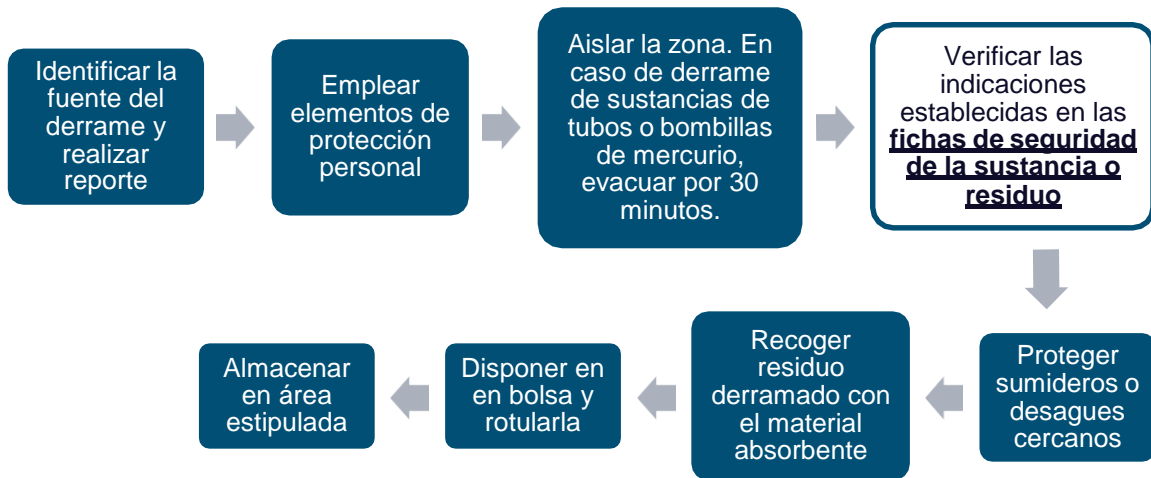 Identificar la
fuente del
derrame y
realizar
reporte
Emplear
elementos de
protección
personal
Aislar la zona. En
caso de derrame
de sustancias de
tubos o bombillas
de mercurio,
evacuar por 30
minutos.
Verificar las
indicaciones
establecidas en las
fichas de seguridad
de la sustancia o
residuo
Proteger
sumideros o
desagues
cercanos
Recoger
residuo
derramado con
el material
absorbente
Disponer en
en bolsa y
rotularla
Almacenar
en área
estipulada